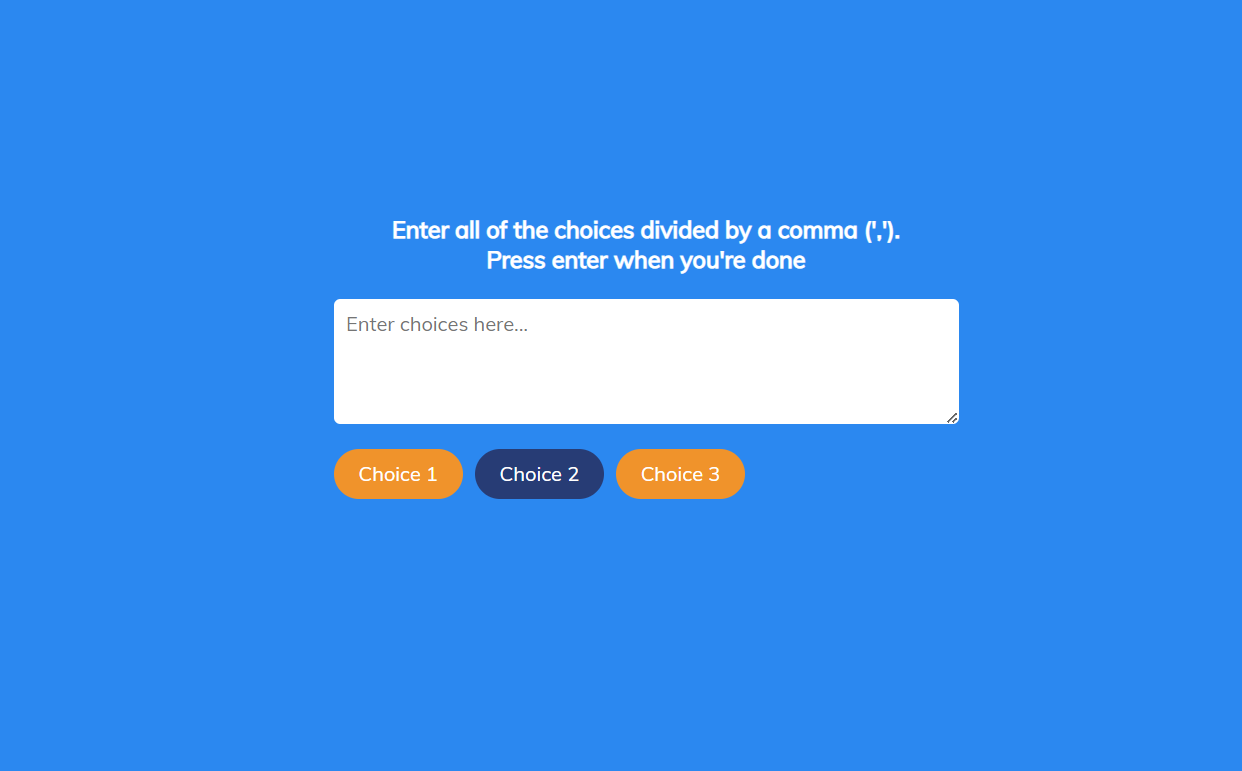 Enter all of the choices divided by a comma (',').
Press enter when you're done
Enter choices here...
Choice 1 Choice 2 Choice 3